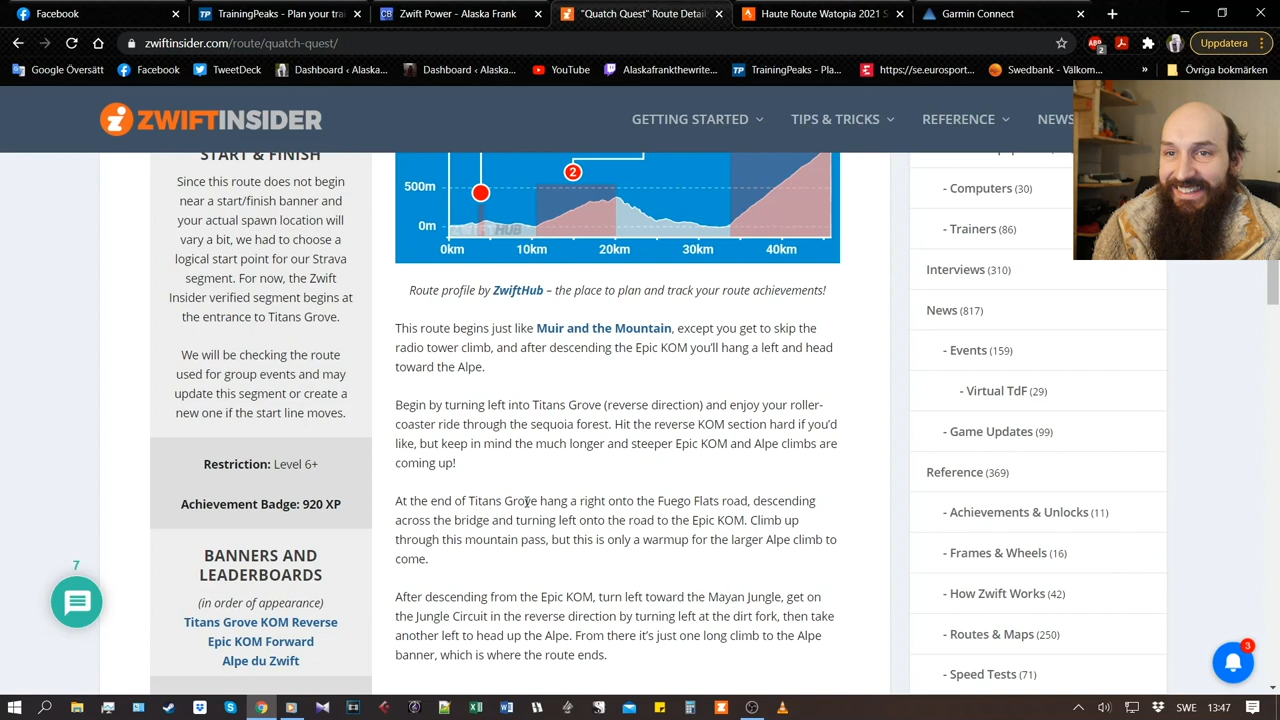 Facebook
TrainingPeaks - Plan your trai
Zwift Power - Alaska Frank
"Quatch Quest" Route Detail
Haute Route Watopia 2021 S
Garmin Connect
zwiftinsider.com/route/quatch-quest/
ABP
2
Uppdatera
Google Översätt
Facebook
TweetDeck
Dashboard ‹ Alaska...
Dashboard ‹ Alaska...
YouTube
Alaskafrankthewrite...
TrainingPeaks - Pla...
https://se.eurosport...
Swedbank - Välkom...
»
Övriga bokmärken
ZWIFTINSIDER
GETTING STARTED
TIPS & TRICKS
REFERENCE
NEWS
START & FINISH
Since this route does not begin
near a start/finish banner and
your actual spawn location will
vary a bit, we had to choose a
logical start point for our Strava
segment. For now, the Zwift
Insider verified segment begins at
the entrance to Titans Grove.
We will be checking the route
used for group events and may
update this segment or create a
new one if the start line moves.
Restriction: Level 6+
Achievement Badge: 920 XP
BANNERS AND
LEADERBOARDS
(in order of appearance)
Titans Grove KOM Reverse
Epic KOM Forward
Alpe du Zwift
7
2
500m
0m
HUB
0km
10km
20km
30km
40km
Route profile by ZwiftHub – the place to plan and track your route achievements!
This route begins just like Muir and the Mountain, except you get to skip the
radio tower climb, and after descending the Epic KOM you'll hang a left and head
toward the Alpe.
Begin by turning left into Titans Grove (reverse direction) and enjoy your roller-
coaster ride through the sequoia forest. Hit the reverse KOM section hard if you'd
like, but keep in mind the much longer and steeper Epic KOM and Alpe climbs are
coming up!
At the end of Titans Grove hang a right onto the Fuego Flats road, descending
across the bridge and turning left onto the road to the Epic KOM. Climb up
through this mountain pass, but this is only a warmup for the larger Alpe climb to
come.
After descending from the Epic KOM, turn left toward the Mayan Jungle, get on
the Jungle Circuit in the reverse direction by turning left at the dirt fork, then take
another left to head up the Alpe. From there it's just one long climb to the Alpe
banner, which is where the route ends.
- Computers (30)
- Trainers (86)
Interviews (310)
News (817)
- Events (159)
- Virtual TdF (29)
- Game Updates (99)
Reference (369)
- Achievements & Unlocks (11)
- Frames & Wheels (16)
- How Zwift Works (42)
- Routes & Maps (250)
- Speed Tests (71)
3
SWE
13:47